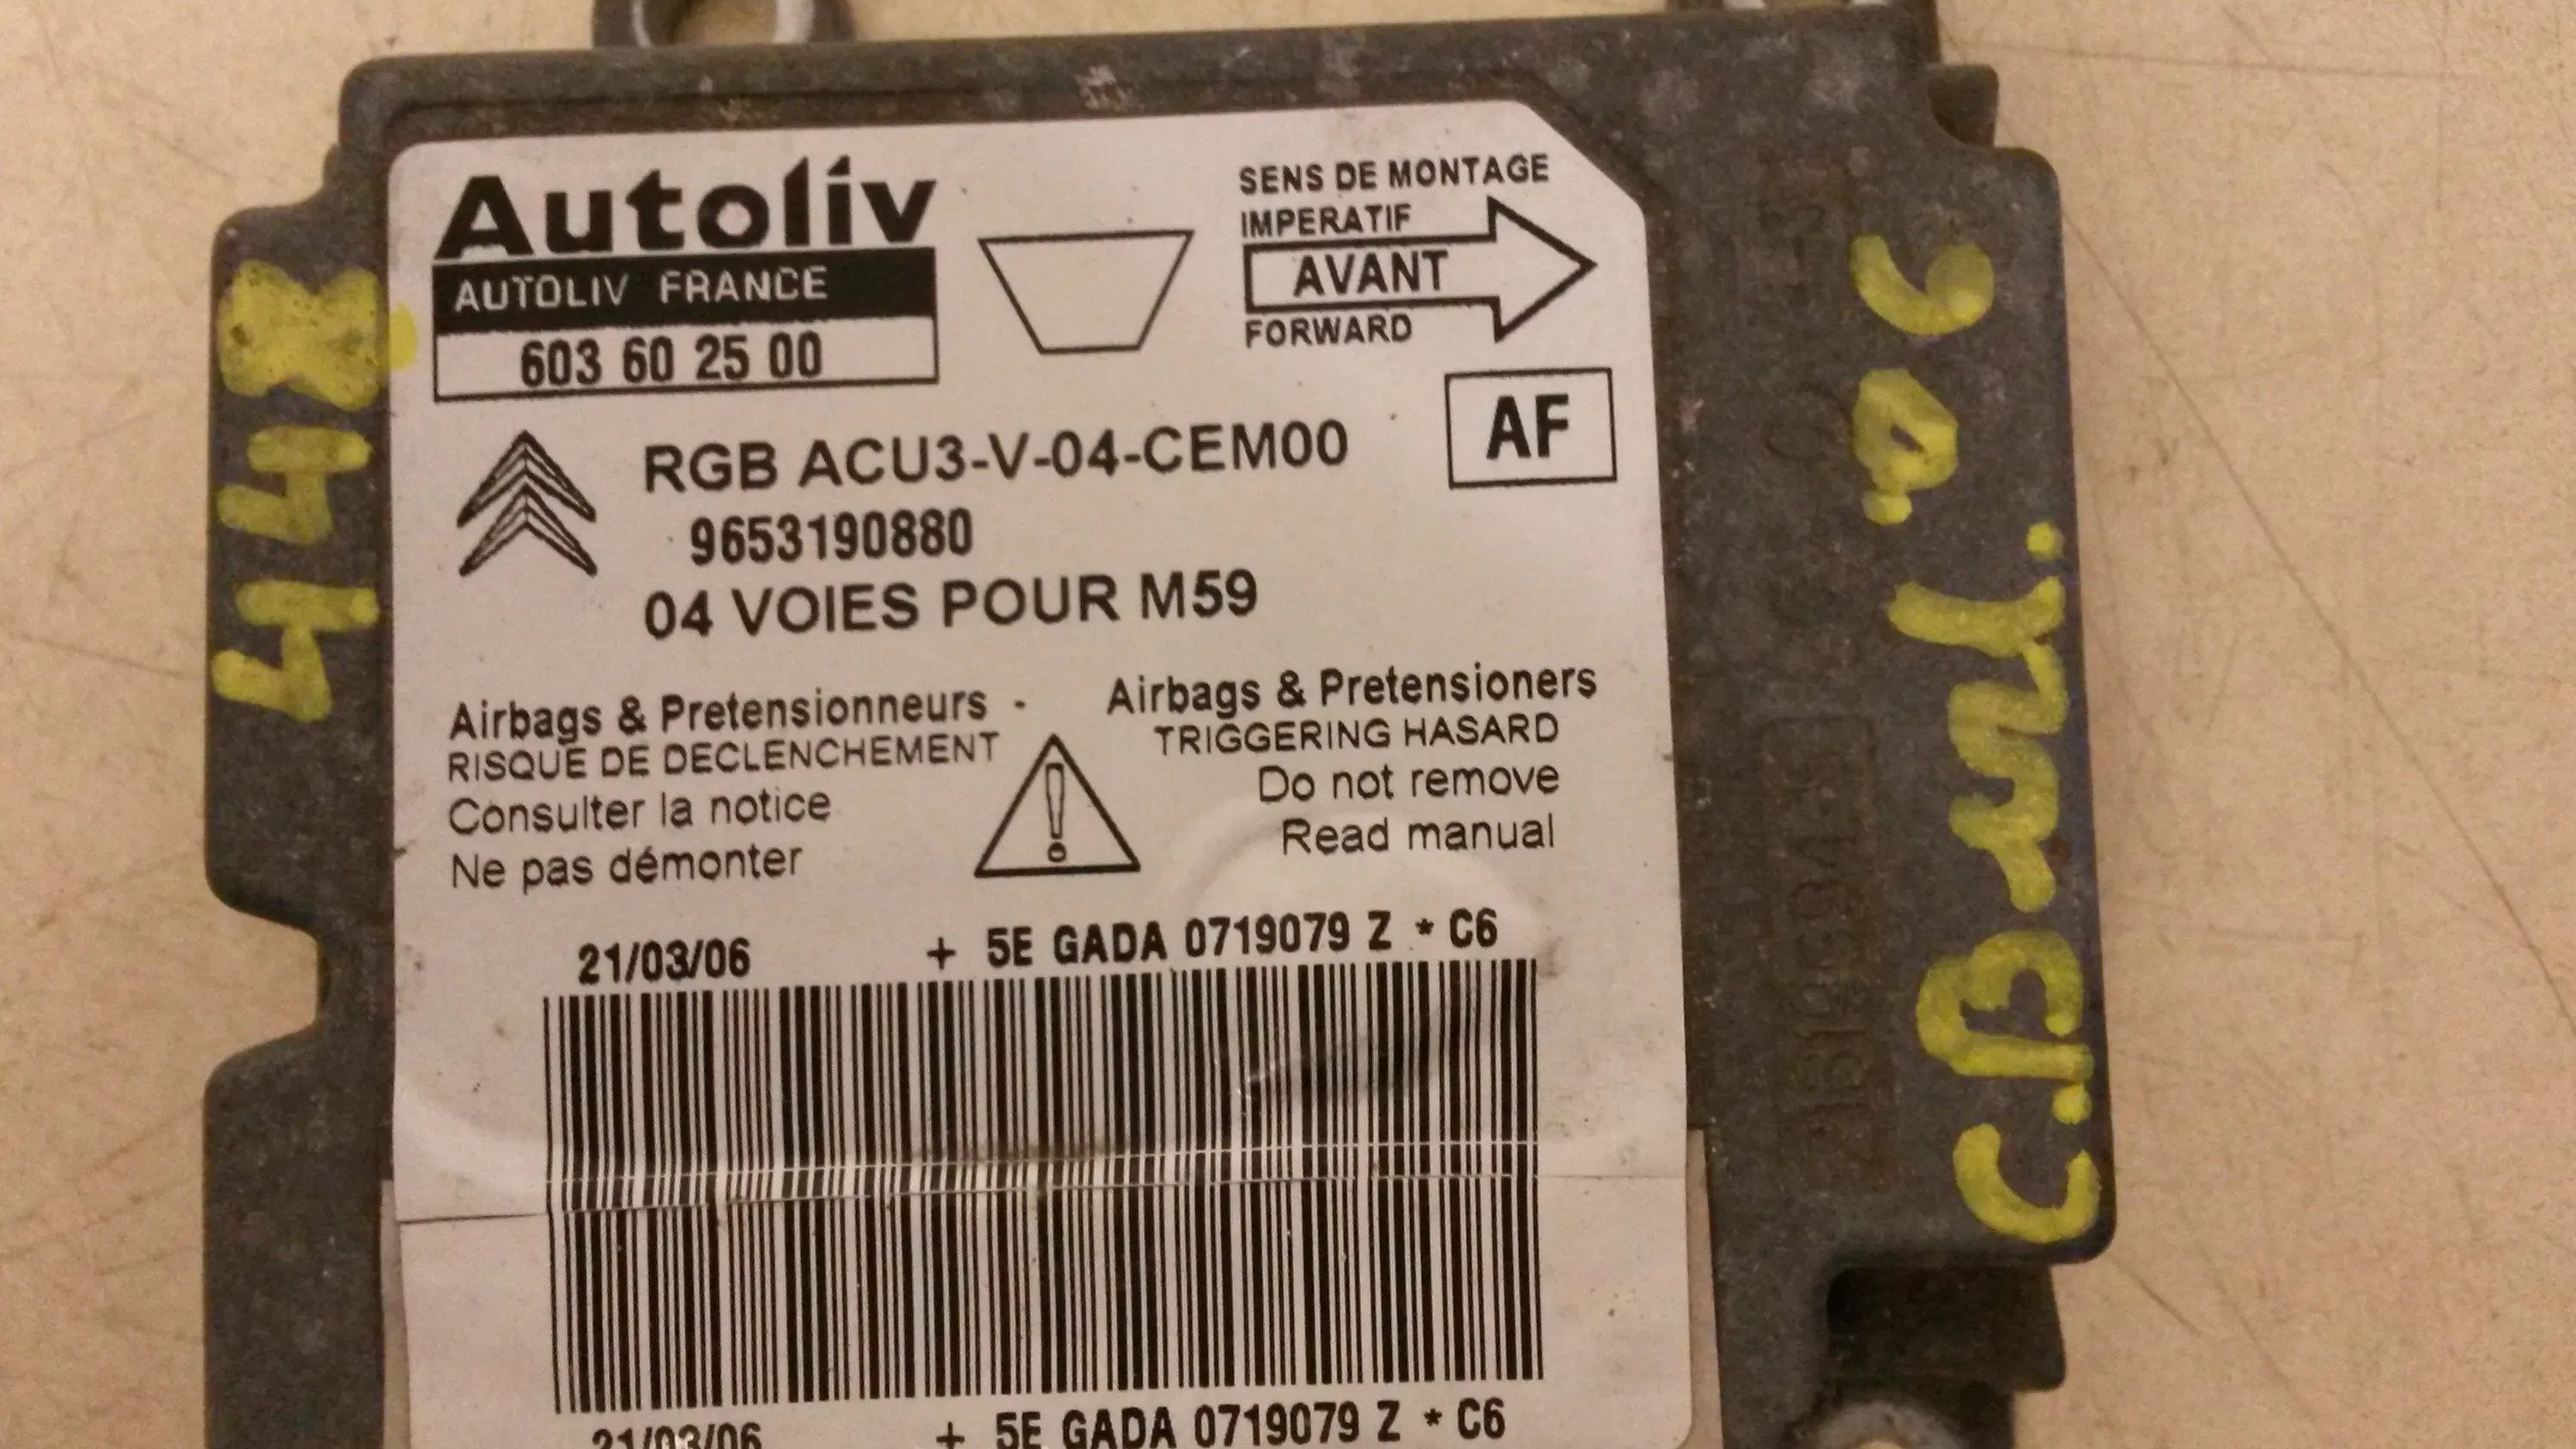 Autoliv
AUTOLIV FRANCE
603 60 25 00
SENS DE MONTAGE
IMPERATIF
AVANT
FORWARD
AF
RGB ACU3-V-04-CEM00
9653190880
04 VOIES POUR M59
Airbags & Pretensionneurs -
RISQUE DE DECLENCHEMENT
Consulter la notice
Ne pas démonter
Airbags & Pretensioners
TRIGGERING HASARD
Do not remove
Read manual
21/03/06 + 5E GADA 0719079 Z * C6
21/03/06 + 5E GADA 0719079 Z * C6
448